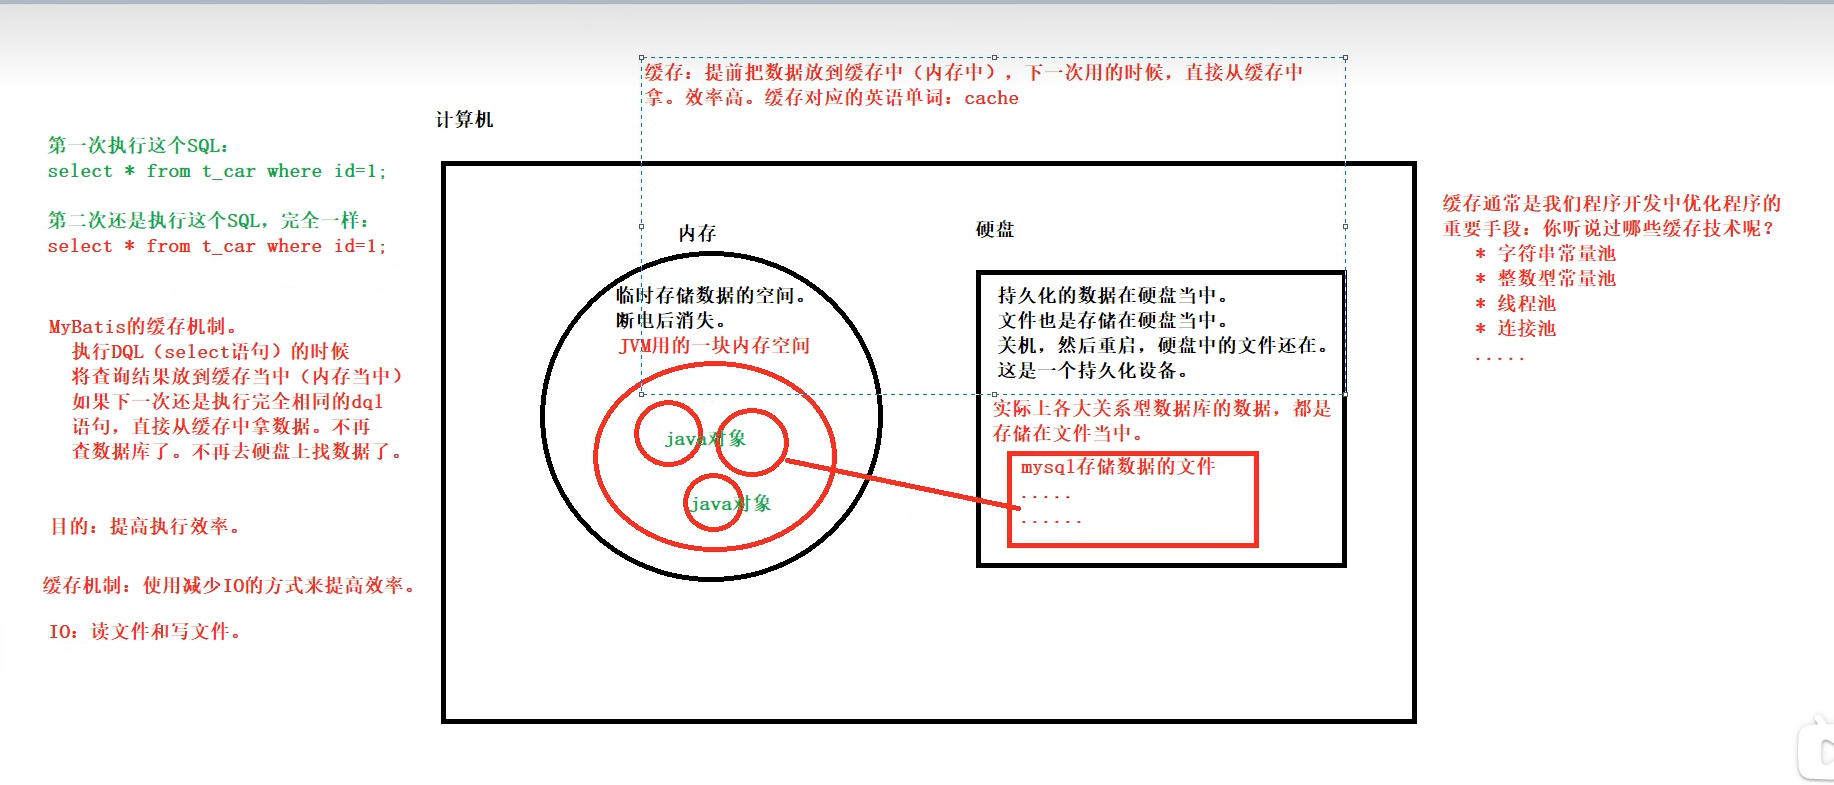 缓存：提前把数据放到缓存中（内存中），下一次用的时候，直接从缓存中
拿。效率高。缓存对应的英语单词：cache
计算机
第一次执行这个SQL：
select * from t_car where id=1;
第二次还是执行这个SQL，完全一样：
select * from t_car where id=1;
MyBatis的缓存机制。
执行DQL（select语句）的时候
将查询结果放到缓存当中（内存当中）
如果下一次还是执行完全相同的dql
语句，直接从缓存中拿数据。不再
查数据库了。不再去硬盘上找数据了。
目的：提高执行效率。
缓存机制：使用减少IO的方式来提高效率。
IO：读文件和写文件。
内存
临时存储数据的空间。
断电后消失。
JVM用的一块内存空间
java对象
java对象
硬盘
持久化的数据在硬盘当中。
文件也是存储在硬盘当中。
关机，然后重启，硬盘中的文件还在。
这是一个持久化设备。
实际上各大关系型数据库的数据，都是
存储在文件当中。
mysql存储数据的文件
.....
......
缓存通常是我们程序开发中优化程序的
重要手段：你听说过哪些缓存技术呢？
* 字符串常量池
* 整数型常量池
* 线程池
* 连接池
.....